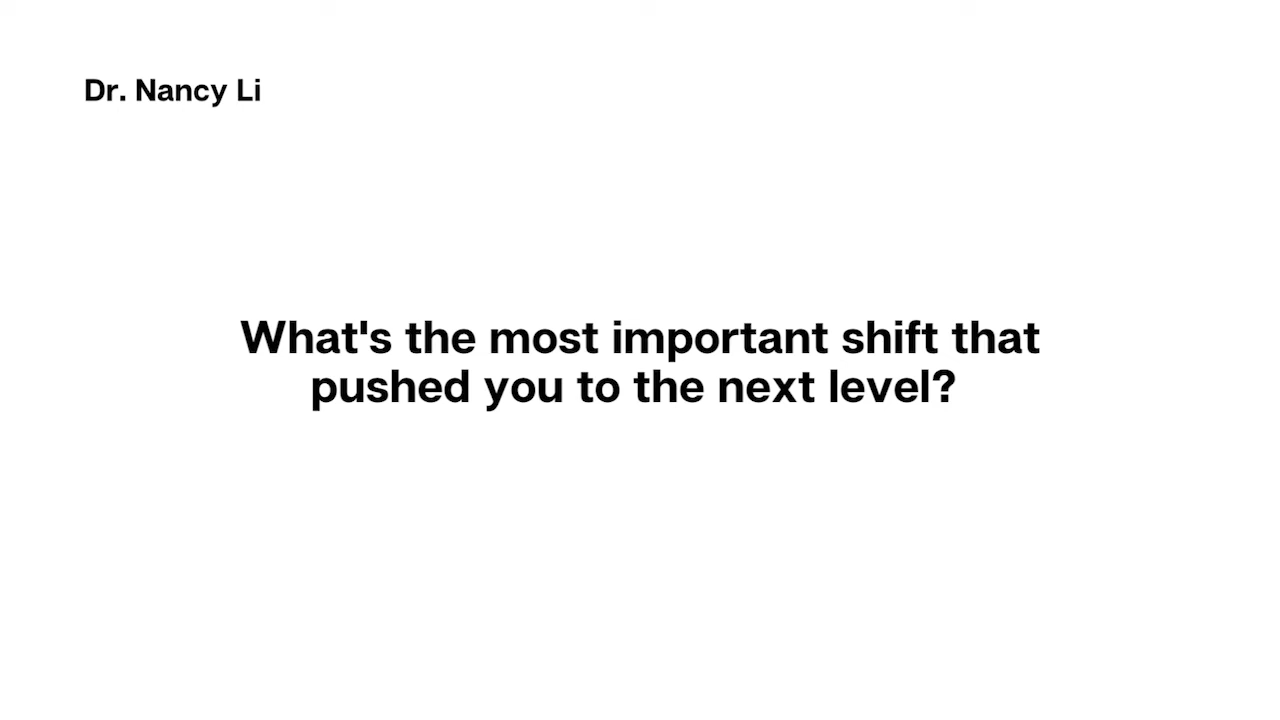 Dr. Nancy Li
What's the most important shift that
pushed you to the next level?